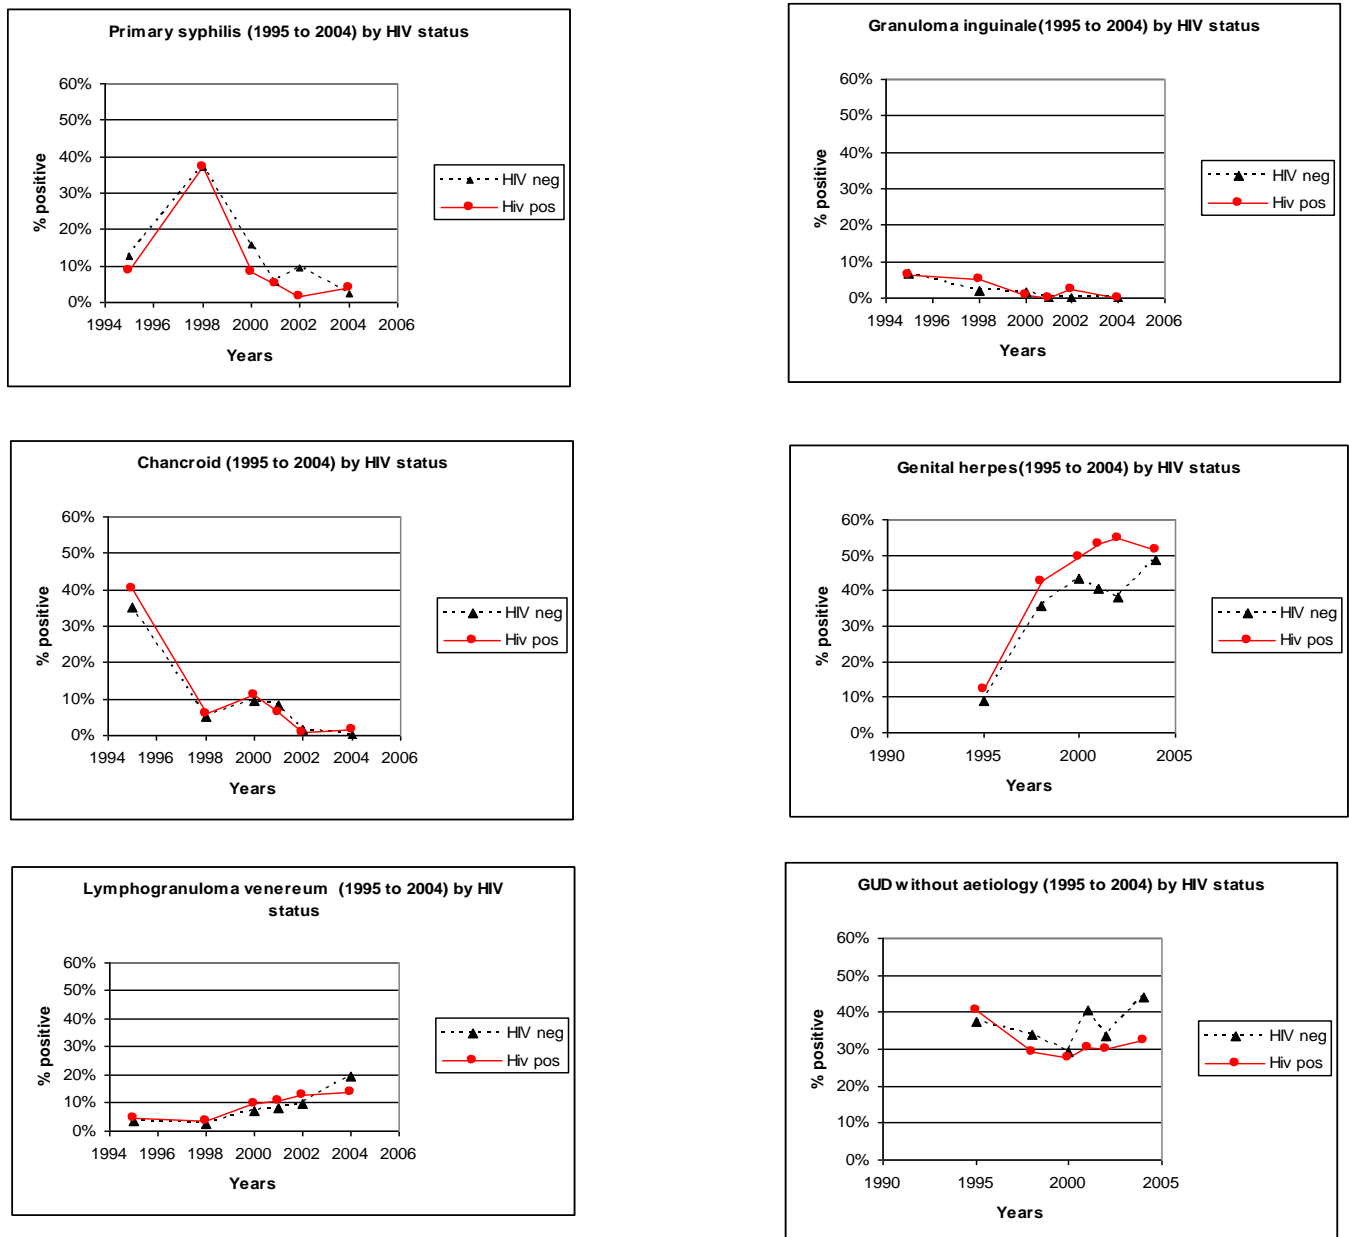 Primary syphilis (1995 to 2004) by HIV status
60%
50%
40%
30%
20%
10%
0%
% positive
1994 1996 1998 2000 2002 2004 2006
Years
HIV neg
Hiv pos
Granuloma inguinale(1995 to 2004) by HIV status
60%
50%
40%
30%
20%
10%
0%
% positive
1994 1996 1998 2000 2002 2004 2006
Years
HIV neg
Hiv pos
Chancroid (1995 to 2004) by HIV status
60%
50%
40%
30%
20%
10%
0%
% positive
1994 1996 1998 2000 2002 2004 2006
Years
HIV neg
Hiv pos
Genital herpes(1995 to 2004) by HIV status
60%
50%
40%
30%
20%
10%
0%
% positive
1990 1995 2000 2005
Years
HIV neg
Hiv pos
Lymphogranuloma venereum (1995 to 2004) by HIV
status
60%
50%
40%
30%
20%
10%
0%
% positive
1994 1996 1998 2000 2002 2004 2006
Years
HIV neg
Hiv pos
GUD without aetiology (1995 to 2004) by HIV status
60%
50%
40%
30%
20%
10%
0%
% positive
1990 1995 2000 2005
Years
HIV neg
Hiv pos